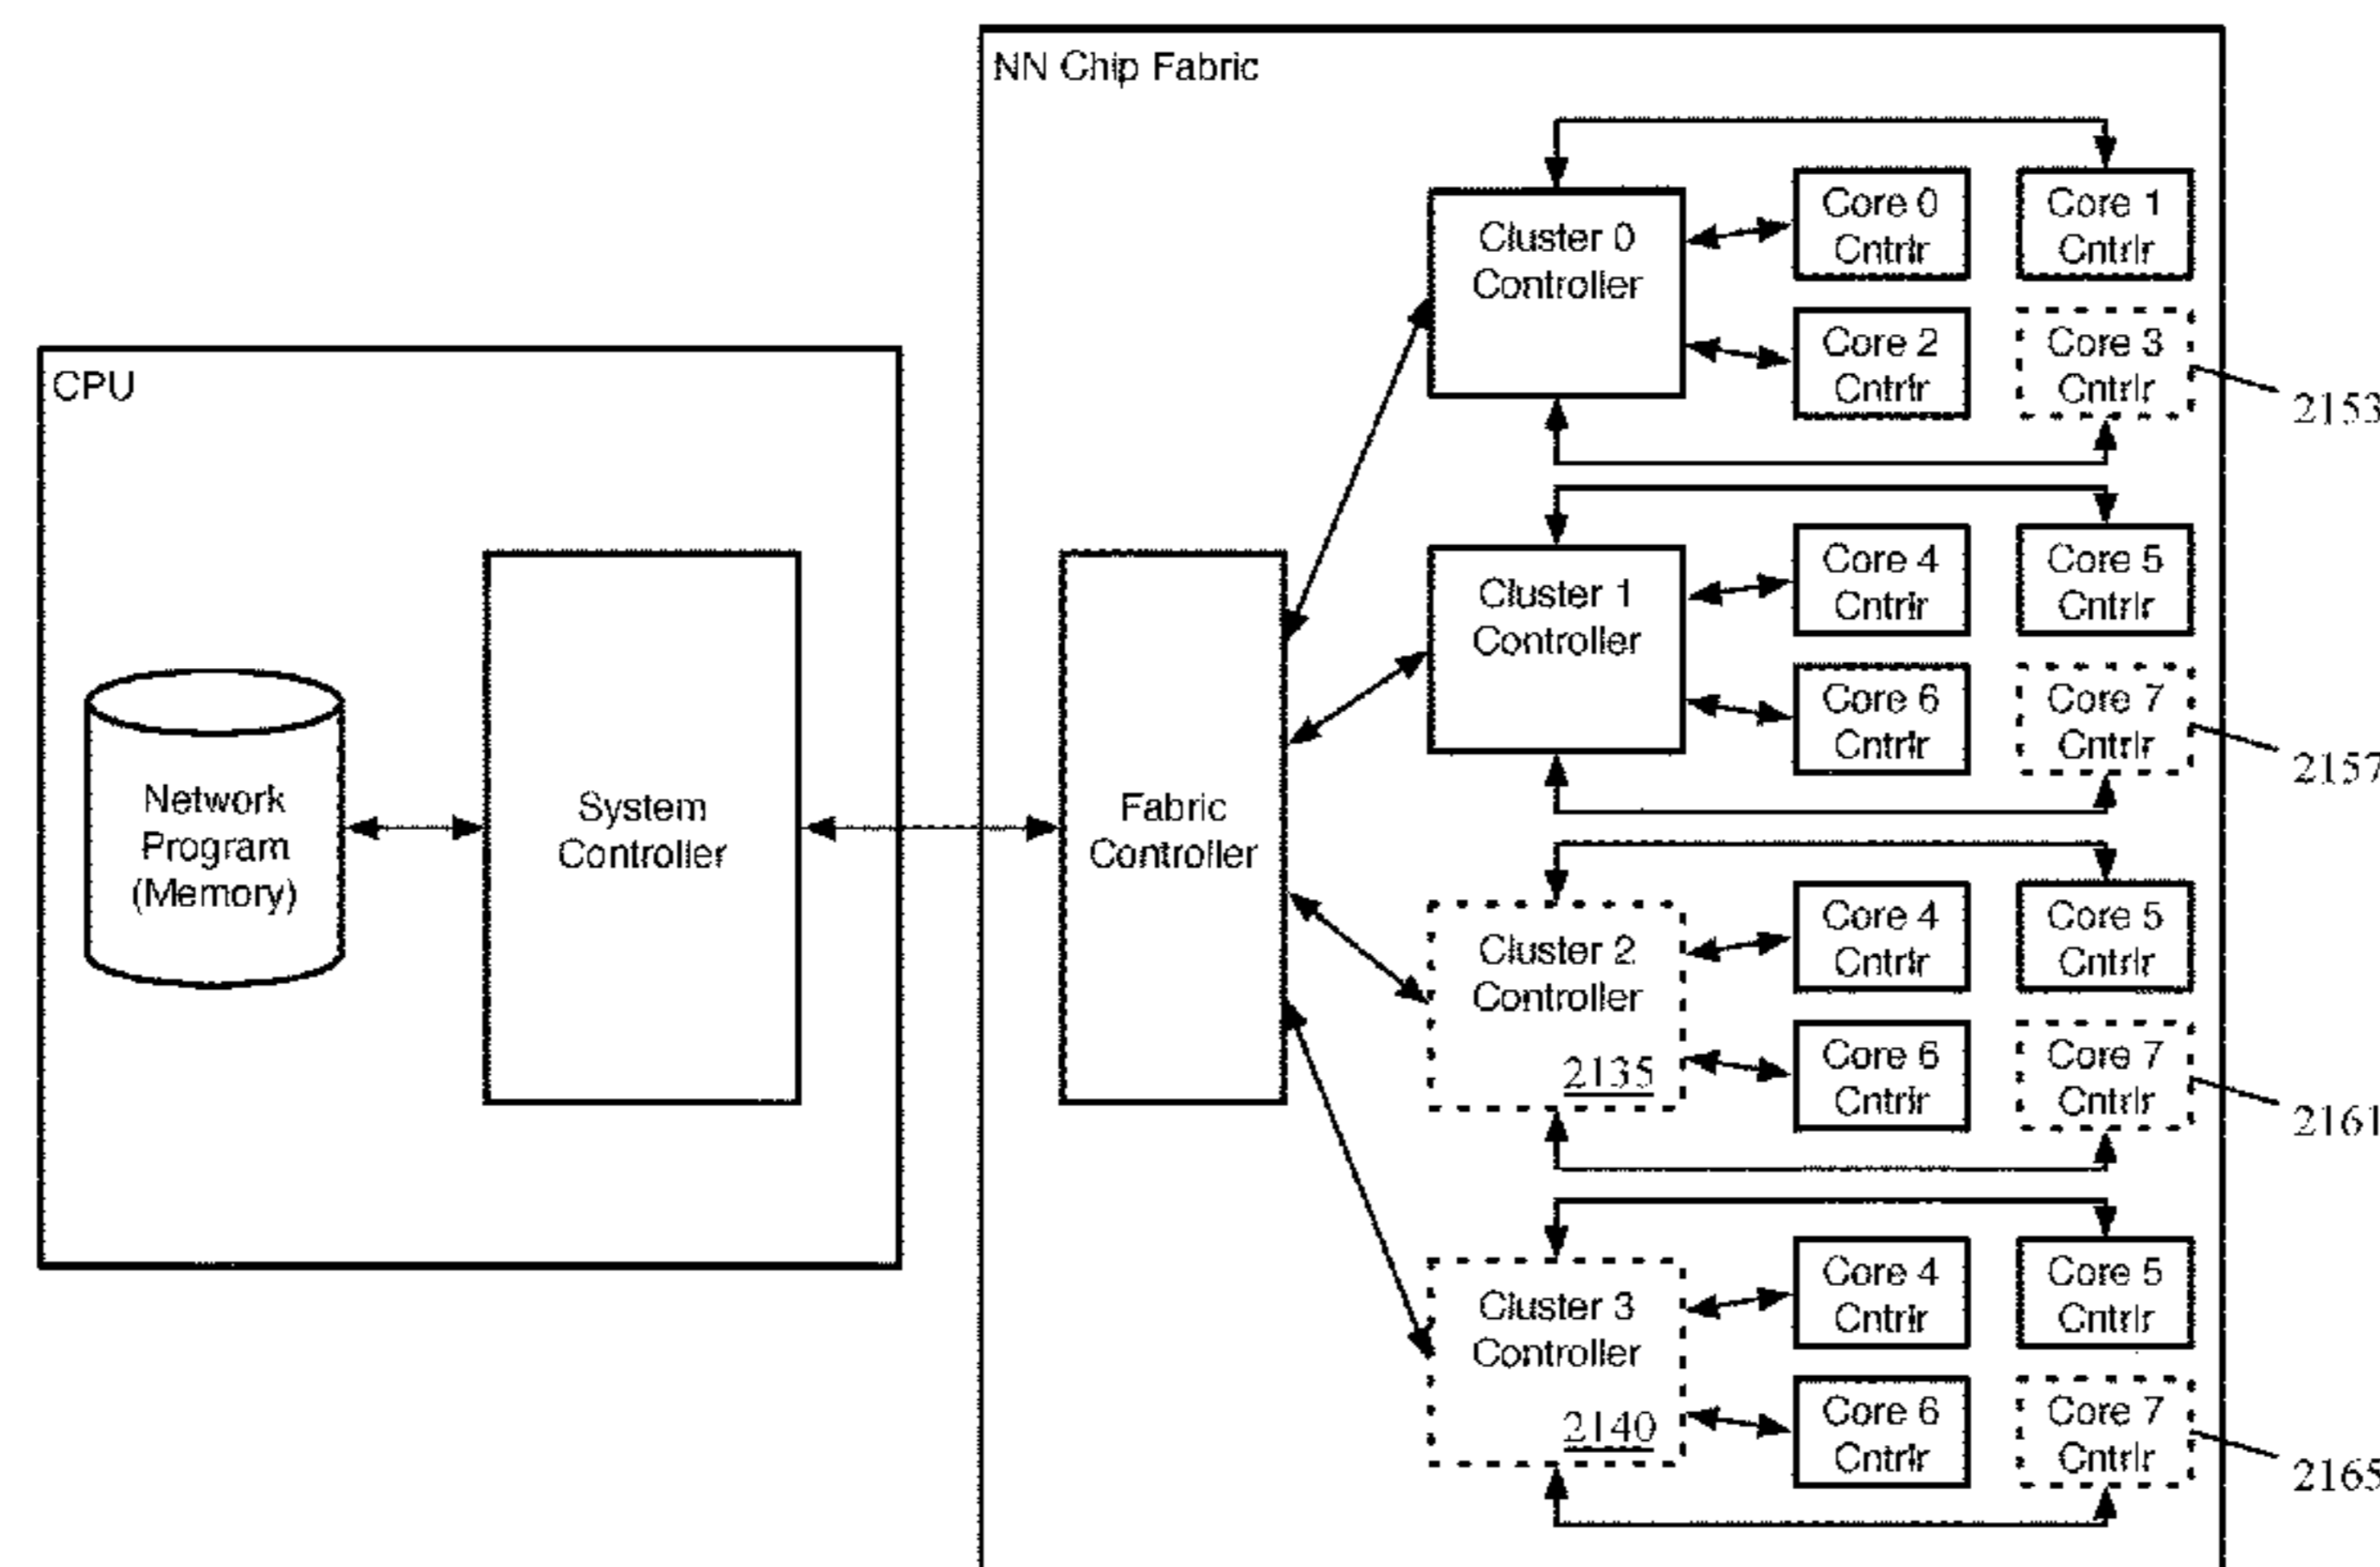 NN Chip Fabric
CPU
Network
Program
(Memory)
System
Controller
Fabric
Controller
Cluster 0
Controller
Core 0
Cntrlr
Core 1
Cntrlr
Core 2
Cntrlr
Core 3
Cntrlr
2153
Cluster 1
Controller
Core 4
Cntrlr
Core 5
Cntrlr
Core 6
Cntrlr
Core 7
Cntrlr
2157
Cluster 2
Controller
2135
Core 4
Cntrlr
Core 5
Cntrlr
Core 6
Cntrlr
Core 7
Cntrlr
2161
Cluster 3
Controller
2140
Core 4
Cntrlr
Core 5
Cntrlr
Core 6
Cntrlr
Core 7
Cntrlr
2165